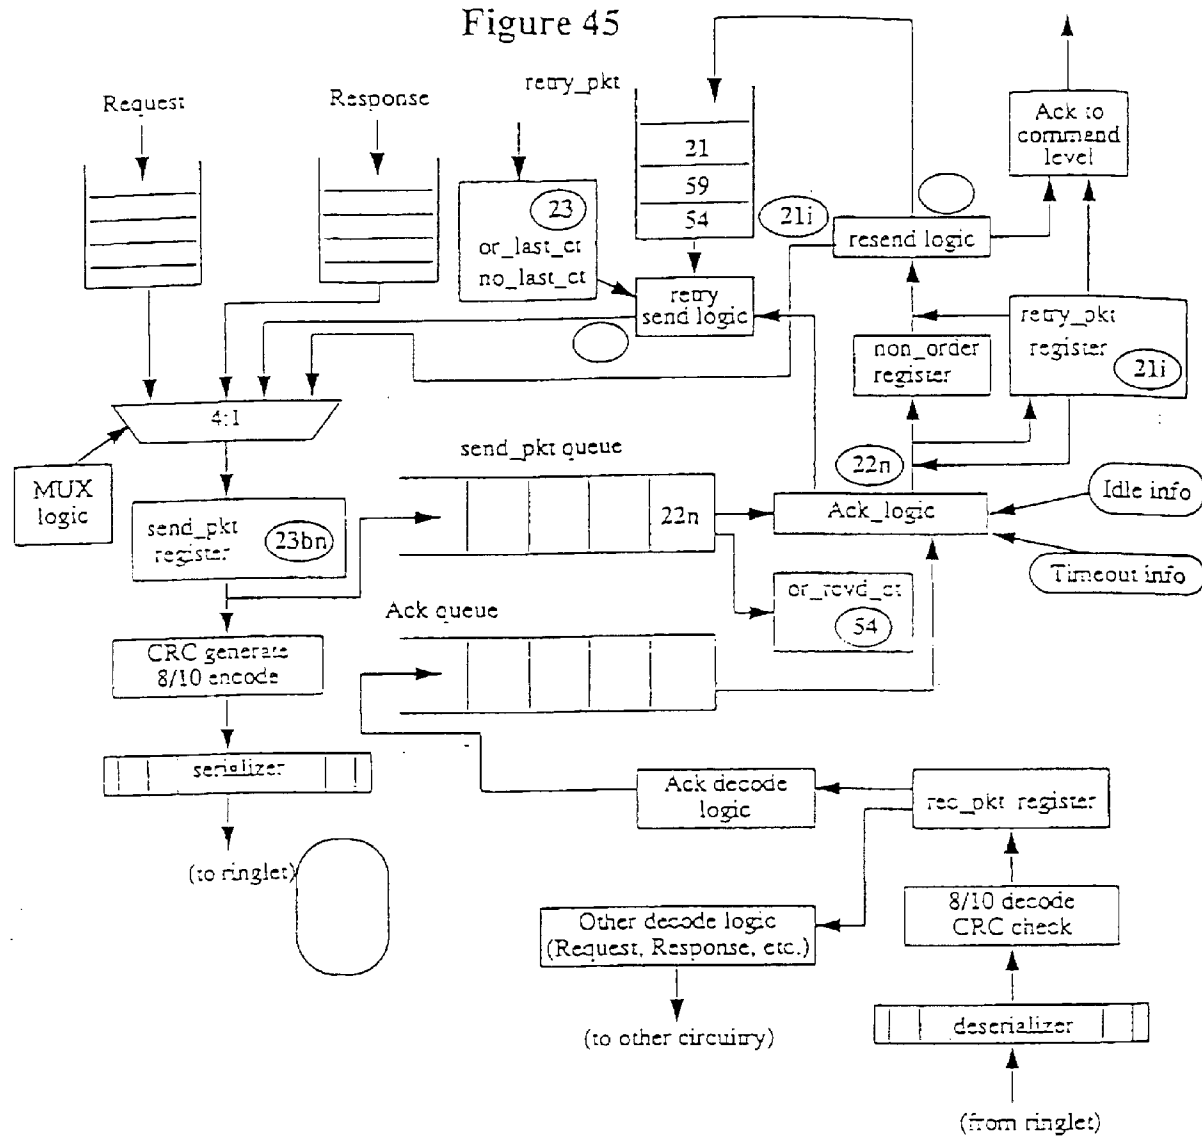 Figure 45
retry_pkt
Request
Response
Ack to
command
level
21
59
54
23
or_last_ct
no_last_ct
21i
resend logic
retry
send logic
retry_pkt
register
21i
non_order
register
4:1
MUX
logic
send_pkt queue
22n
Idle info
send_pkt
register
23bn
22n
Ack_logic
Timeout info
or_rcvd_ct
54
Ack queue
CRC generate
8/10 encode
serializer
Ack decode
logic
rec_pkt register
(to ringlet)
8/10 decode
CRC check
Other decode logic
(Request, Response, etc.)
(to other circuitry)
deserializer
(from ringlet)